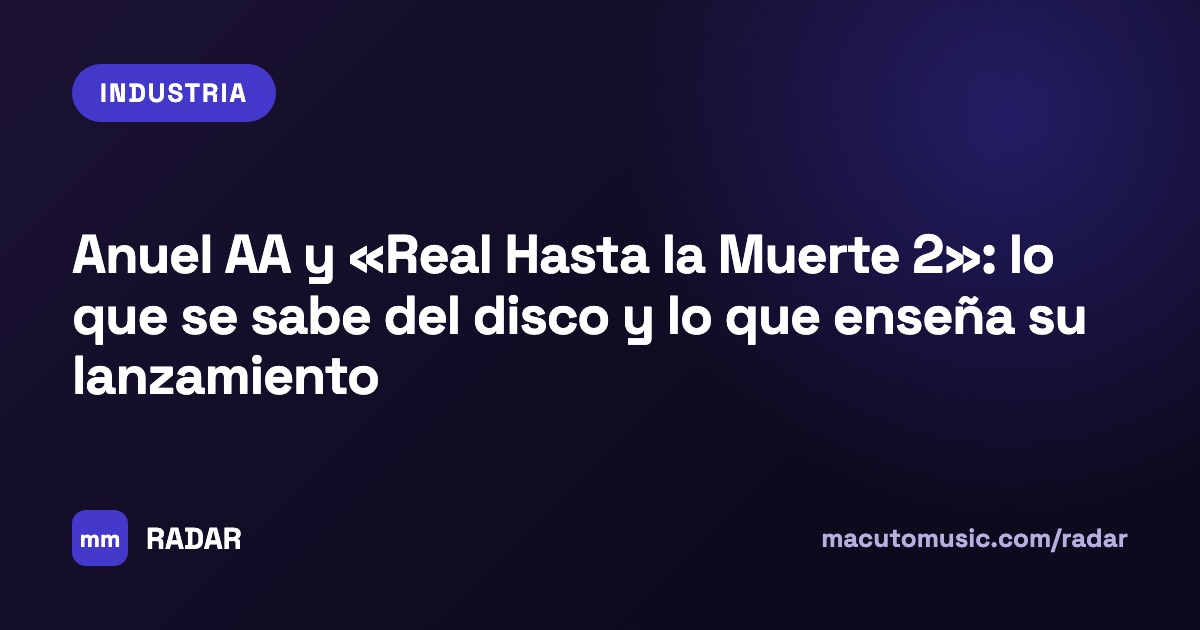 INDUSTRIA
Anuel AA y «Real Hasta la Muerte 2»: lo
que se sabe del disco y lo que enseña su
lanzamiento
mm RADAR
macutomusic.com/radar